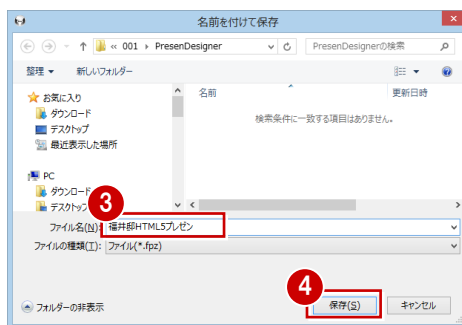 名前を付けて保存
« 001 ▸ PresenDesigner
PresenDesignerの検索
整理 ▼ 新しいフォルダー
お気に入り
ダウンロード
デスクトップ
最近表示した場所
PC
ダウンロード
デスクトップ
名前 更新日時
検索条件に一致する項目はありません。
3
ファイル名(N): 福井邸HTML5プレゼン
ファイルの種類(T): ファイル(*.fpz)
4
フォルダーの非表示 保存(S) キャンセル